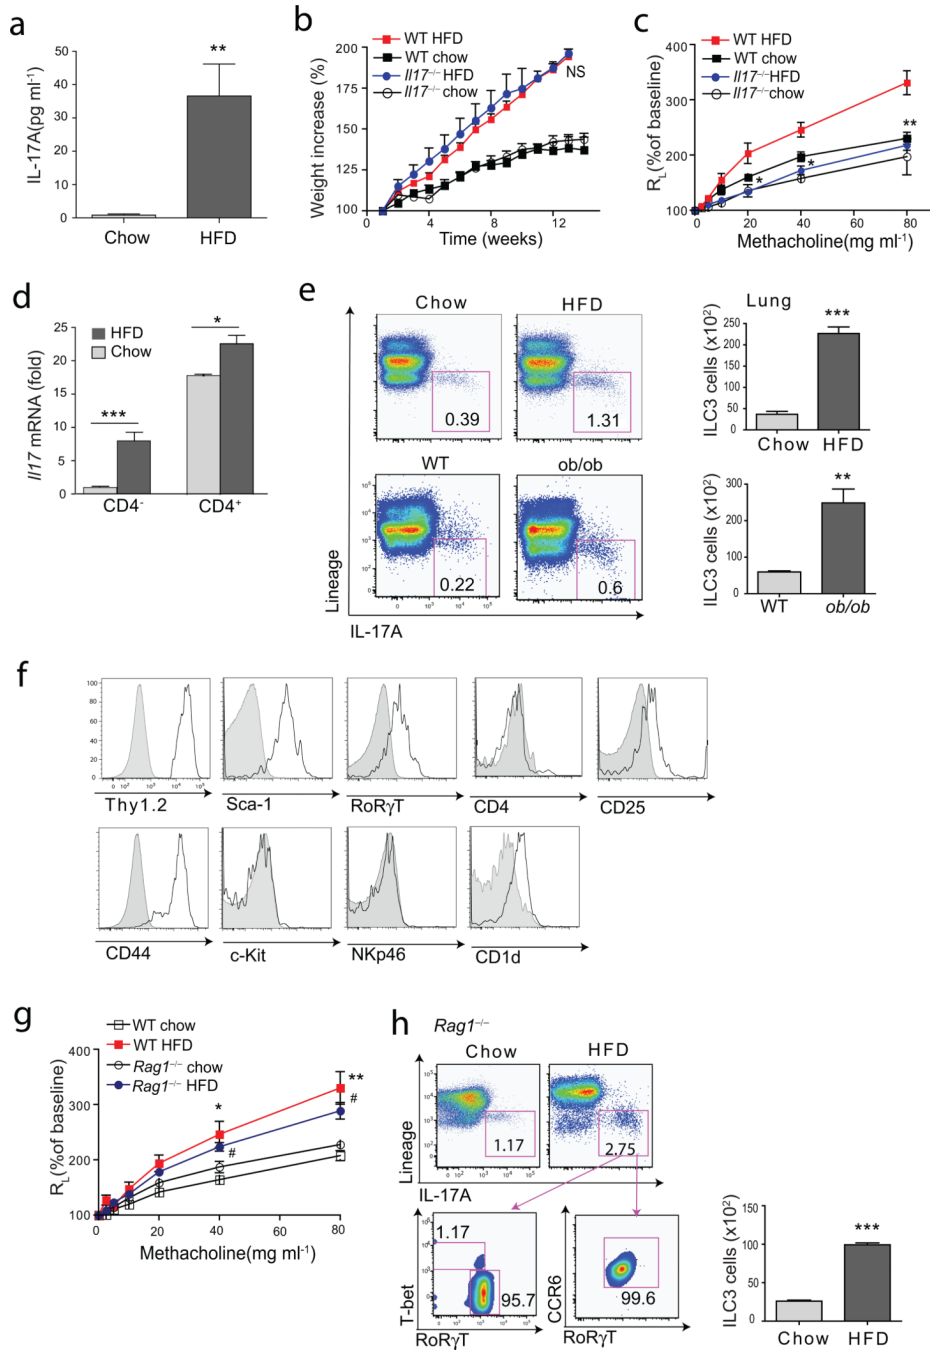 a
IL-17A(pg ml⁻¹)
50
40
30
20
10
0
**
Chow
HFD
b
WT HFD
WT chow
Il17⁻/⁻ HFD
Il17⁻/⁻ chow
Weight increase (%)
200
175
150
125
100
NS
4
8
12
Time (weeks)
c
WT HFD
WT chow
Il17⁻/⁻HFD
Il17⁻/⁻ chow
R_L(% of baseline)
400
300
200
100
**
*
*
0
20
40
60
80
Methacholine(mg ml⁻¹)
d
HFD
Chow
Il17 mRNA (fold)
25
20
15
10
5
0
***
*
CD4⁻
CD4⁺
e
Chow
HFD
0.39
1.31
WT
ob/ob
0.22
0.6
Lineage
IL-17A
Lung
ILC3 cells (x10²)
250
200
150
100
50
0
***
Chow
HFD
ILC3 cells (x10²)
300
200
100
0
**
WT
ob/ob
f
100
80
60
40
20
0
Thy1.2
Sca-1
RoRγT
CD4
CD25
CD44
c-Kit
NKp46
CD1d
g
WT chow
WT HFD
Rag1⁻/⁻ chow
Rag1⁻/⁻ HFD
R_L(% of baseline)
400
300
200
100
*
#
**
#
0
20
40
60
80
Methacholine(mg ml⁻¹)
h
Rag1⁻/⁻
Chow
HFD
1.17
2.75
Lineage
IL-17A
1.17
95.7
T-bet
RoRγT
99.6
CCR6
RoRγT
ILC3 cells (x10²)
150
100
50
0
***
Chow
HFD